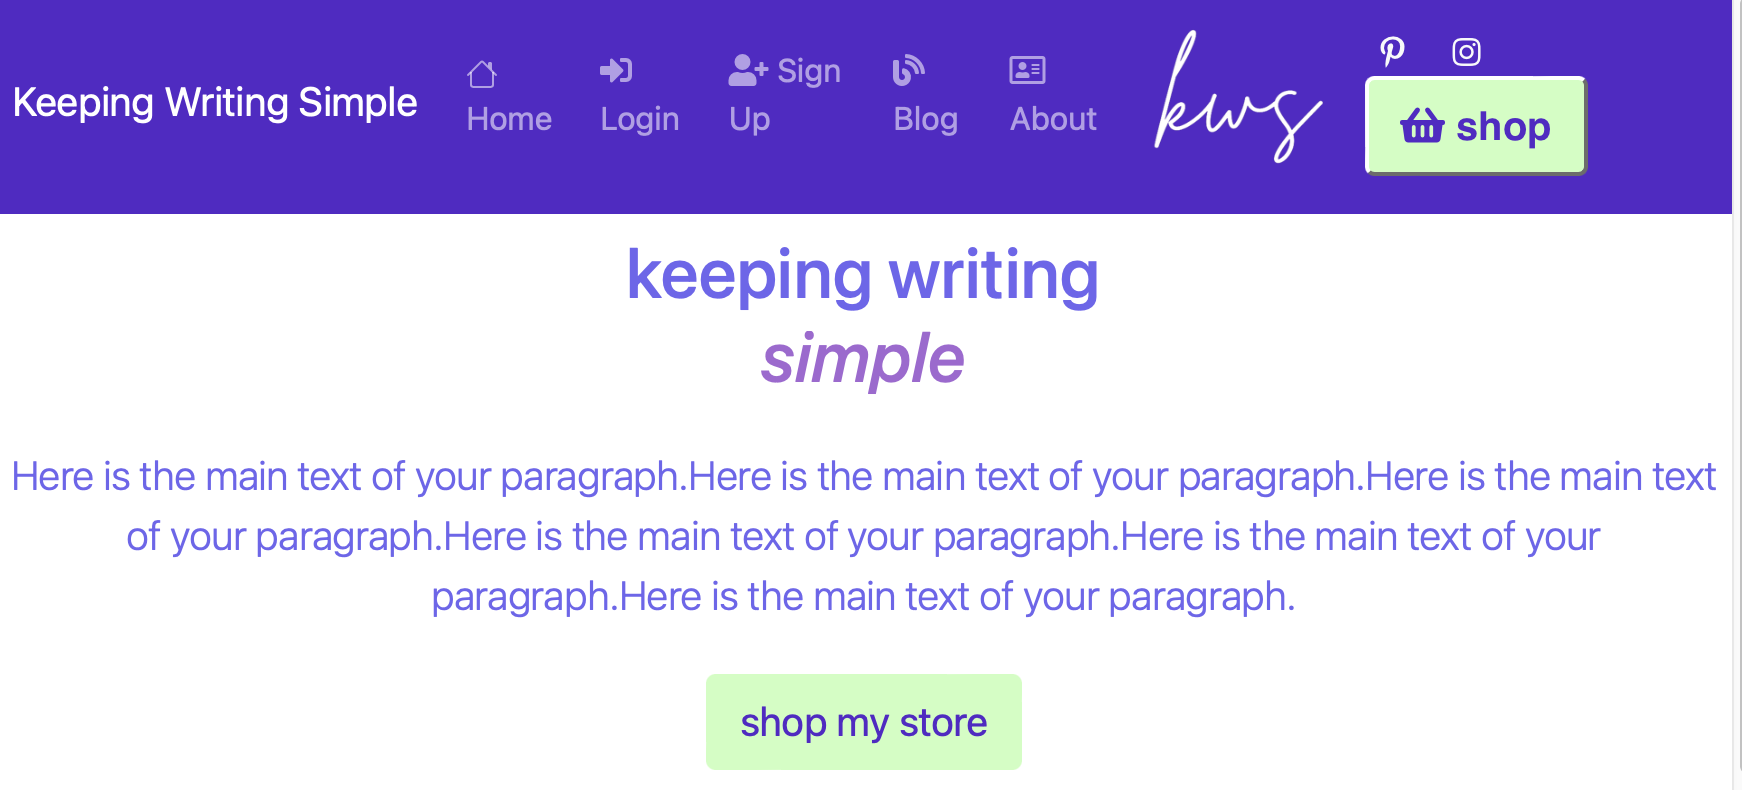 Keeping Writing Simple
Home
Login
Sign
Up
Blog
About
kws
shop
keeping writing
simple
Here is the main text of your paragraph.Here is the main text of your paragraph.Here is the main text
of your paragraph.Here is the main text of your paragraph.Here is the main text of your
paragraph.Here is the main text of your paragraph.
shop my store